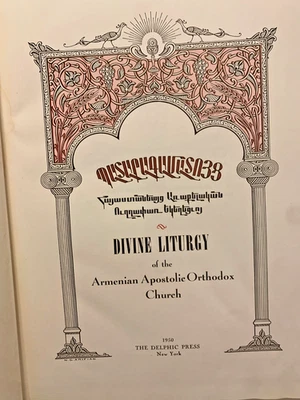 ՊԱՏԱՐԱԳԱՄԱՏՈՅՑ
Հայաստանեայց Առաքելական
Ուղղափառ Եկեղեցւոյ
DIVINE LITURGY
of the
Armenian Apostolic Orthodox
Church
1950
THE DELPHIC PRESS
New York